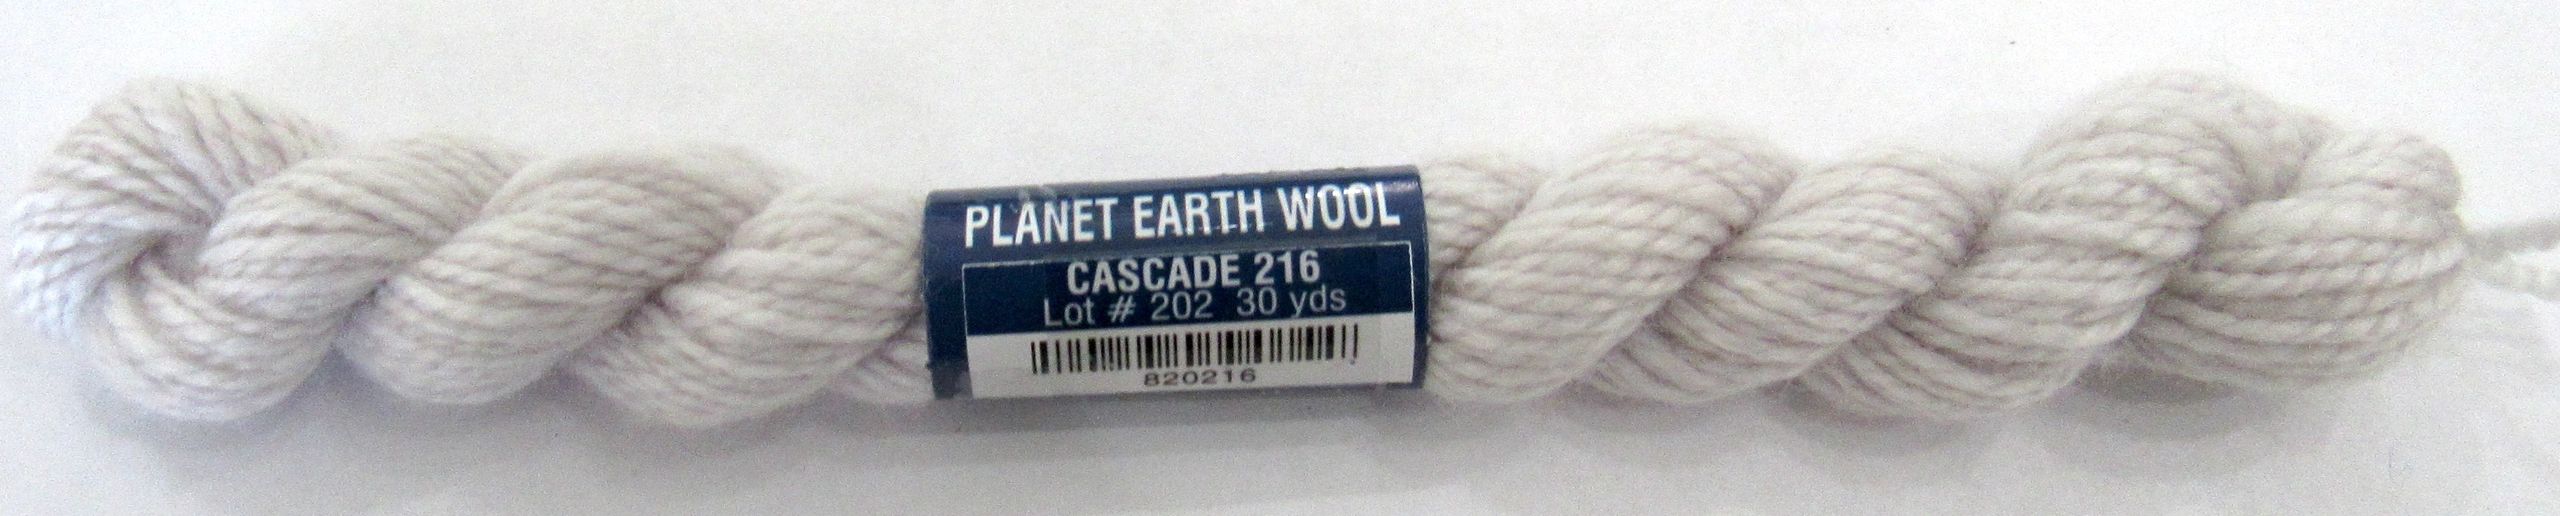 PLANET EARTH WOOL
CASCADE 216
Lot # 202 30 yds
820216